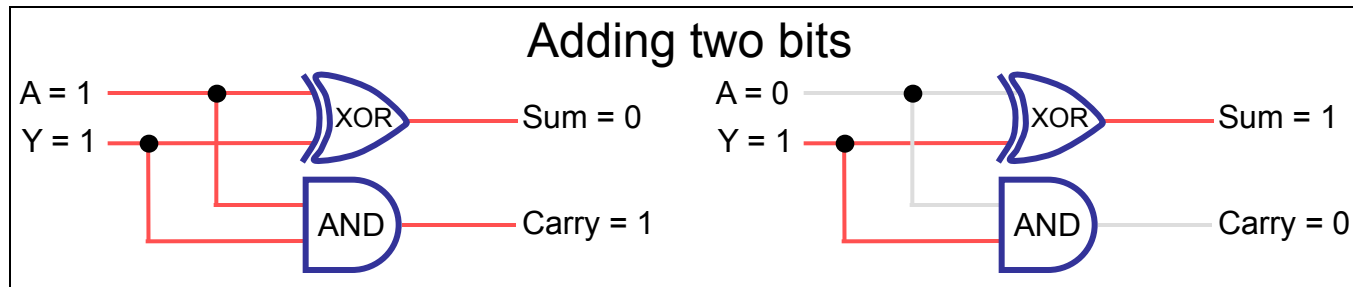 Adding two bits
A = 1
Y = 1
XOR
AND
Sum = 0
Carry = 1
A = 0
Y = 1
XOR
AND
Sum = 1
Carry = 0